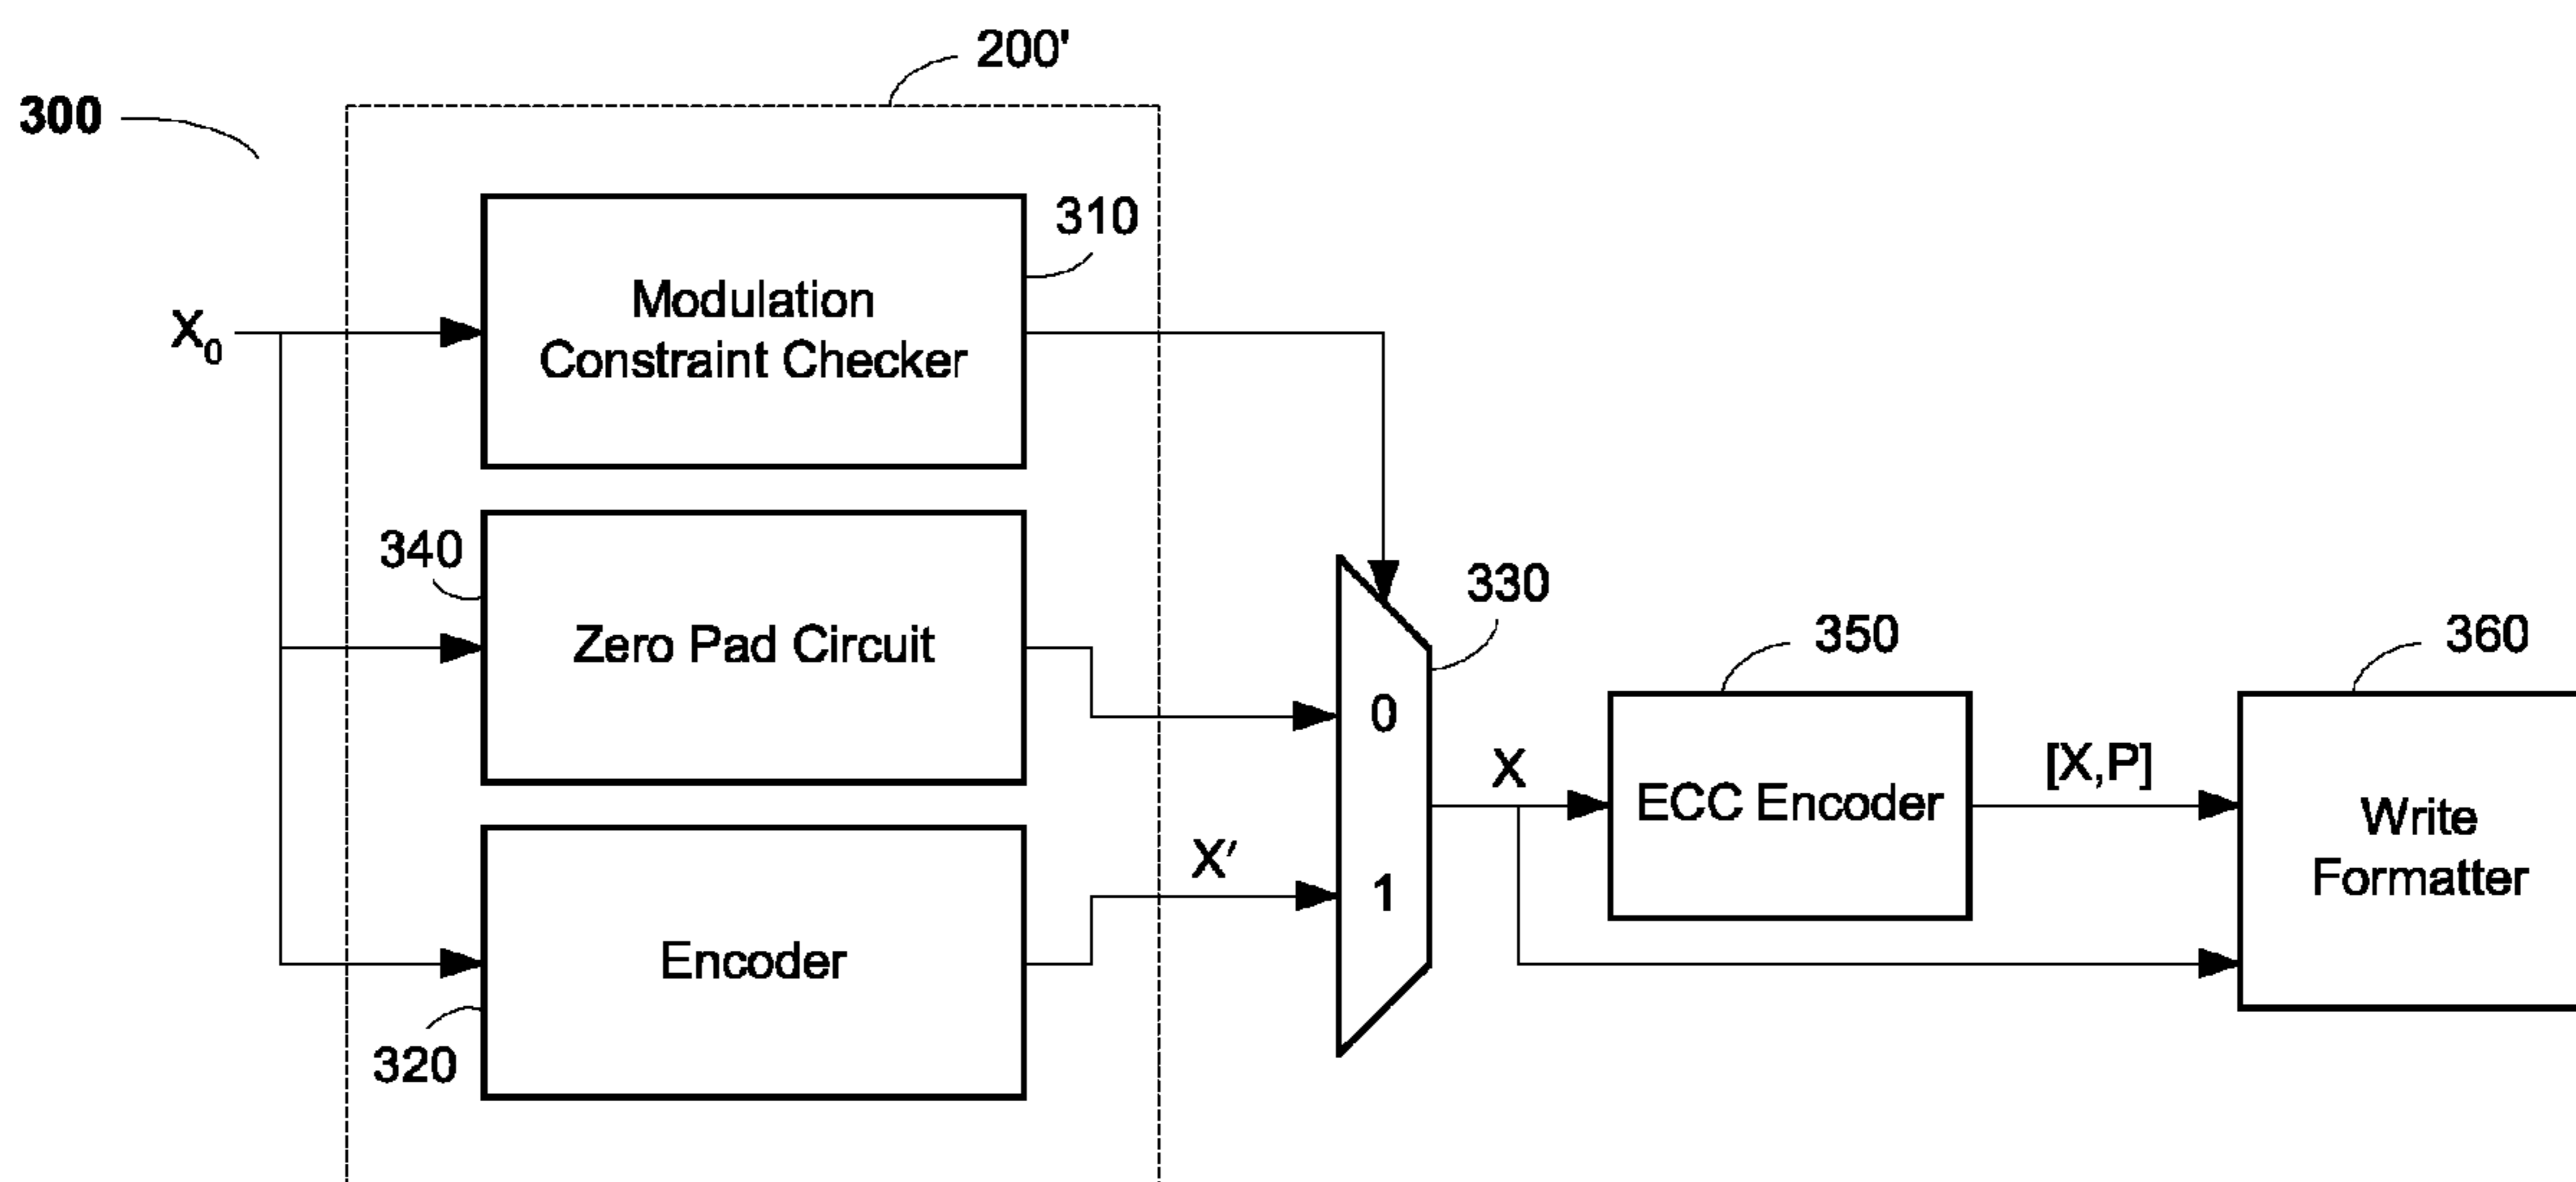 200'
300
310
Modulation
Constraint Checker
X₀
340
Zero Pad Circuit
330
350
360
0
X
ECC Encoder
[X,P]
Write
Formatter
X'
1
Encoder
320